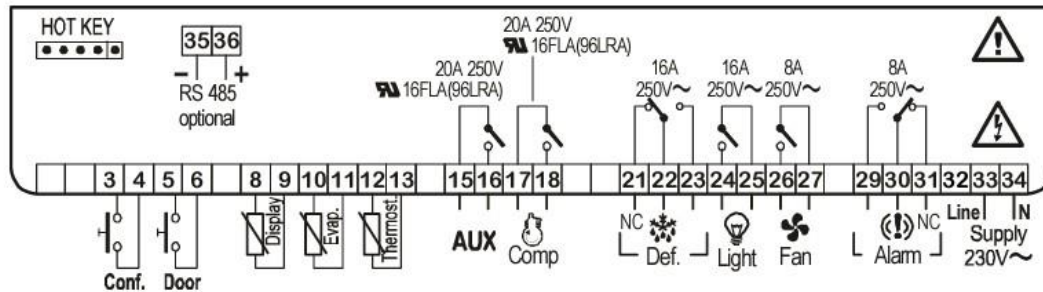 HOT KEY
35 36
− +
RS 485
optional
20A 250V
16FLA(96LRA)
20A 250V
16FLA(96LRA)
16A
250V~
16A
250V~
8A
250V~
8A
250V~
3 4 5 6 8 9 10 11 12 13 15 16 17 18 21 22 23 24 25 26 27 29 30 31 32 33 34
Conf.
Door
Display
Evap.
Thermost.
AUX
Comp
NC
Def.
Light
Fan
NC
Alarm
Line N
Supply
230V~